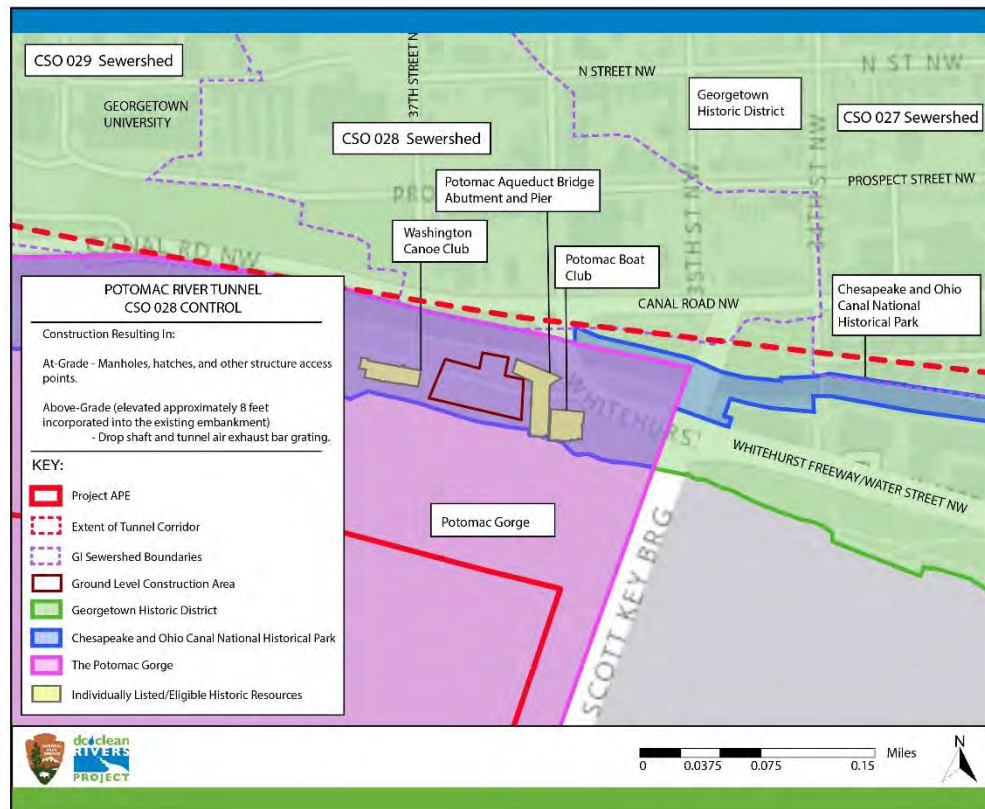 CSO 029 Sewershed
GEORGETOWN
UNIVERSITY
37TH STREET N
N STREET NW
N ST NW
CSO 028 Sewershed
Georgetown
Historic District
CSO 027 Sewershed
Potomac Aqueduct Bridge
Abutment and Pier
PRO
PROSPECT STREET NW
Washington
Canoe Club
Potomac Boat
Club
35TH ST NW
34TH ST NW
CANAL RD NW
CANAL ROAD NW
Chesapeake and Ohio
Canal National
Historical Park
WHITEHURS
WHITEHURST FREEWAY/WATER STREET NW
Potomac Gorge
SCOTT KEY BRG
POTOMAC RIVER TUNNEL
CSO 028 CONTROL
Construction Resulting In:
At-Grade - Manholes, hatches, and other structure access
points.
Above-Grade (elevated approximately 8 feet
incorporated into the existing embankment)
- Drop shaft and tunnel air exhaust bar grating.
KEY:
Project APE
Extent of Tunnel Corridor
GI Sewershed Boundaries
Ground Level Construction Area
Georgetown Historic District
Chesapeake and Ohio Canal National Historical Park
The Potomac Gorge
Individually Listed/Eligible Historic Resources
dc clean
RIVERS
PROJECT
Miles
0 0.0375 0.075 0.15
N